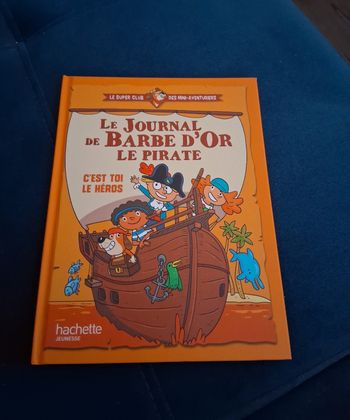 LE SUPER CLUB DES MINI-AVENTURIERS
LE JOURNAL
DE BARBE D'OR
LE PIRATE
C'EST TOI
LE HÉROS
hachette
JEUNESSE